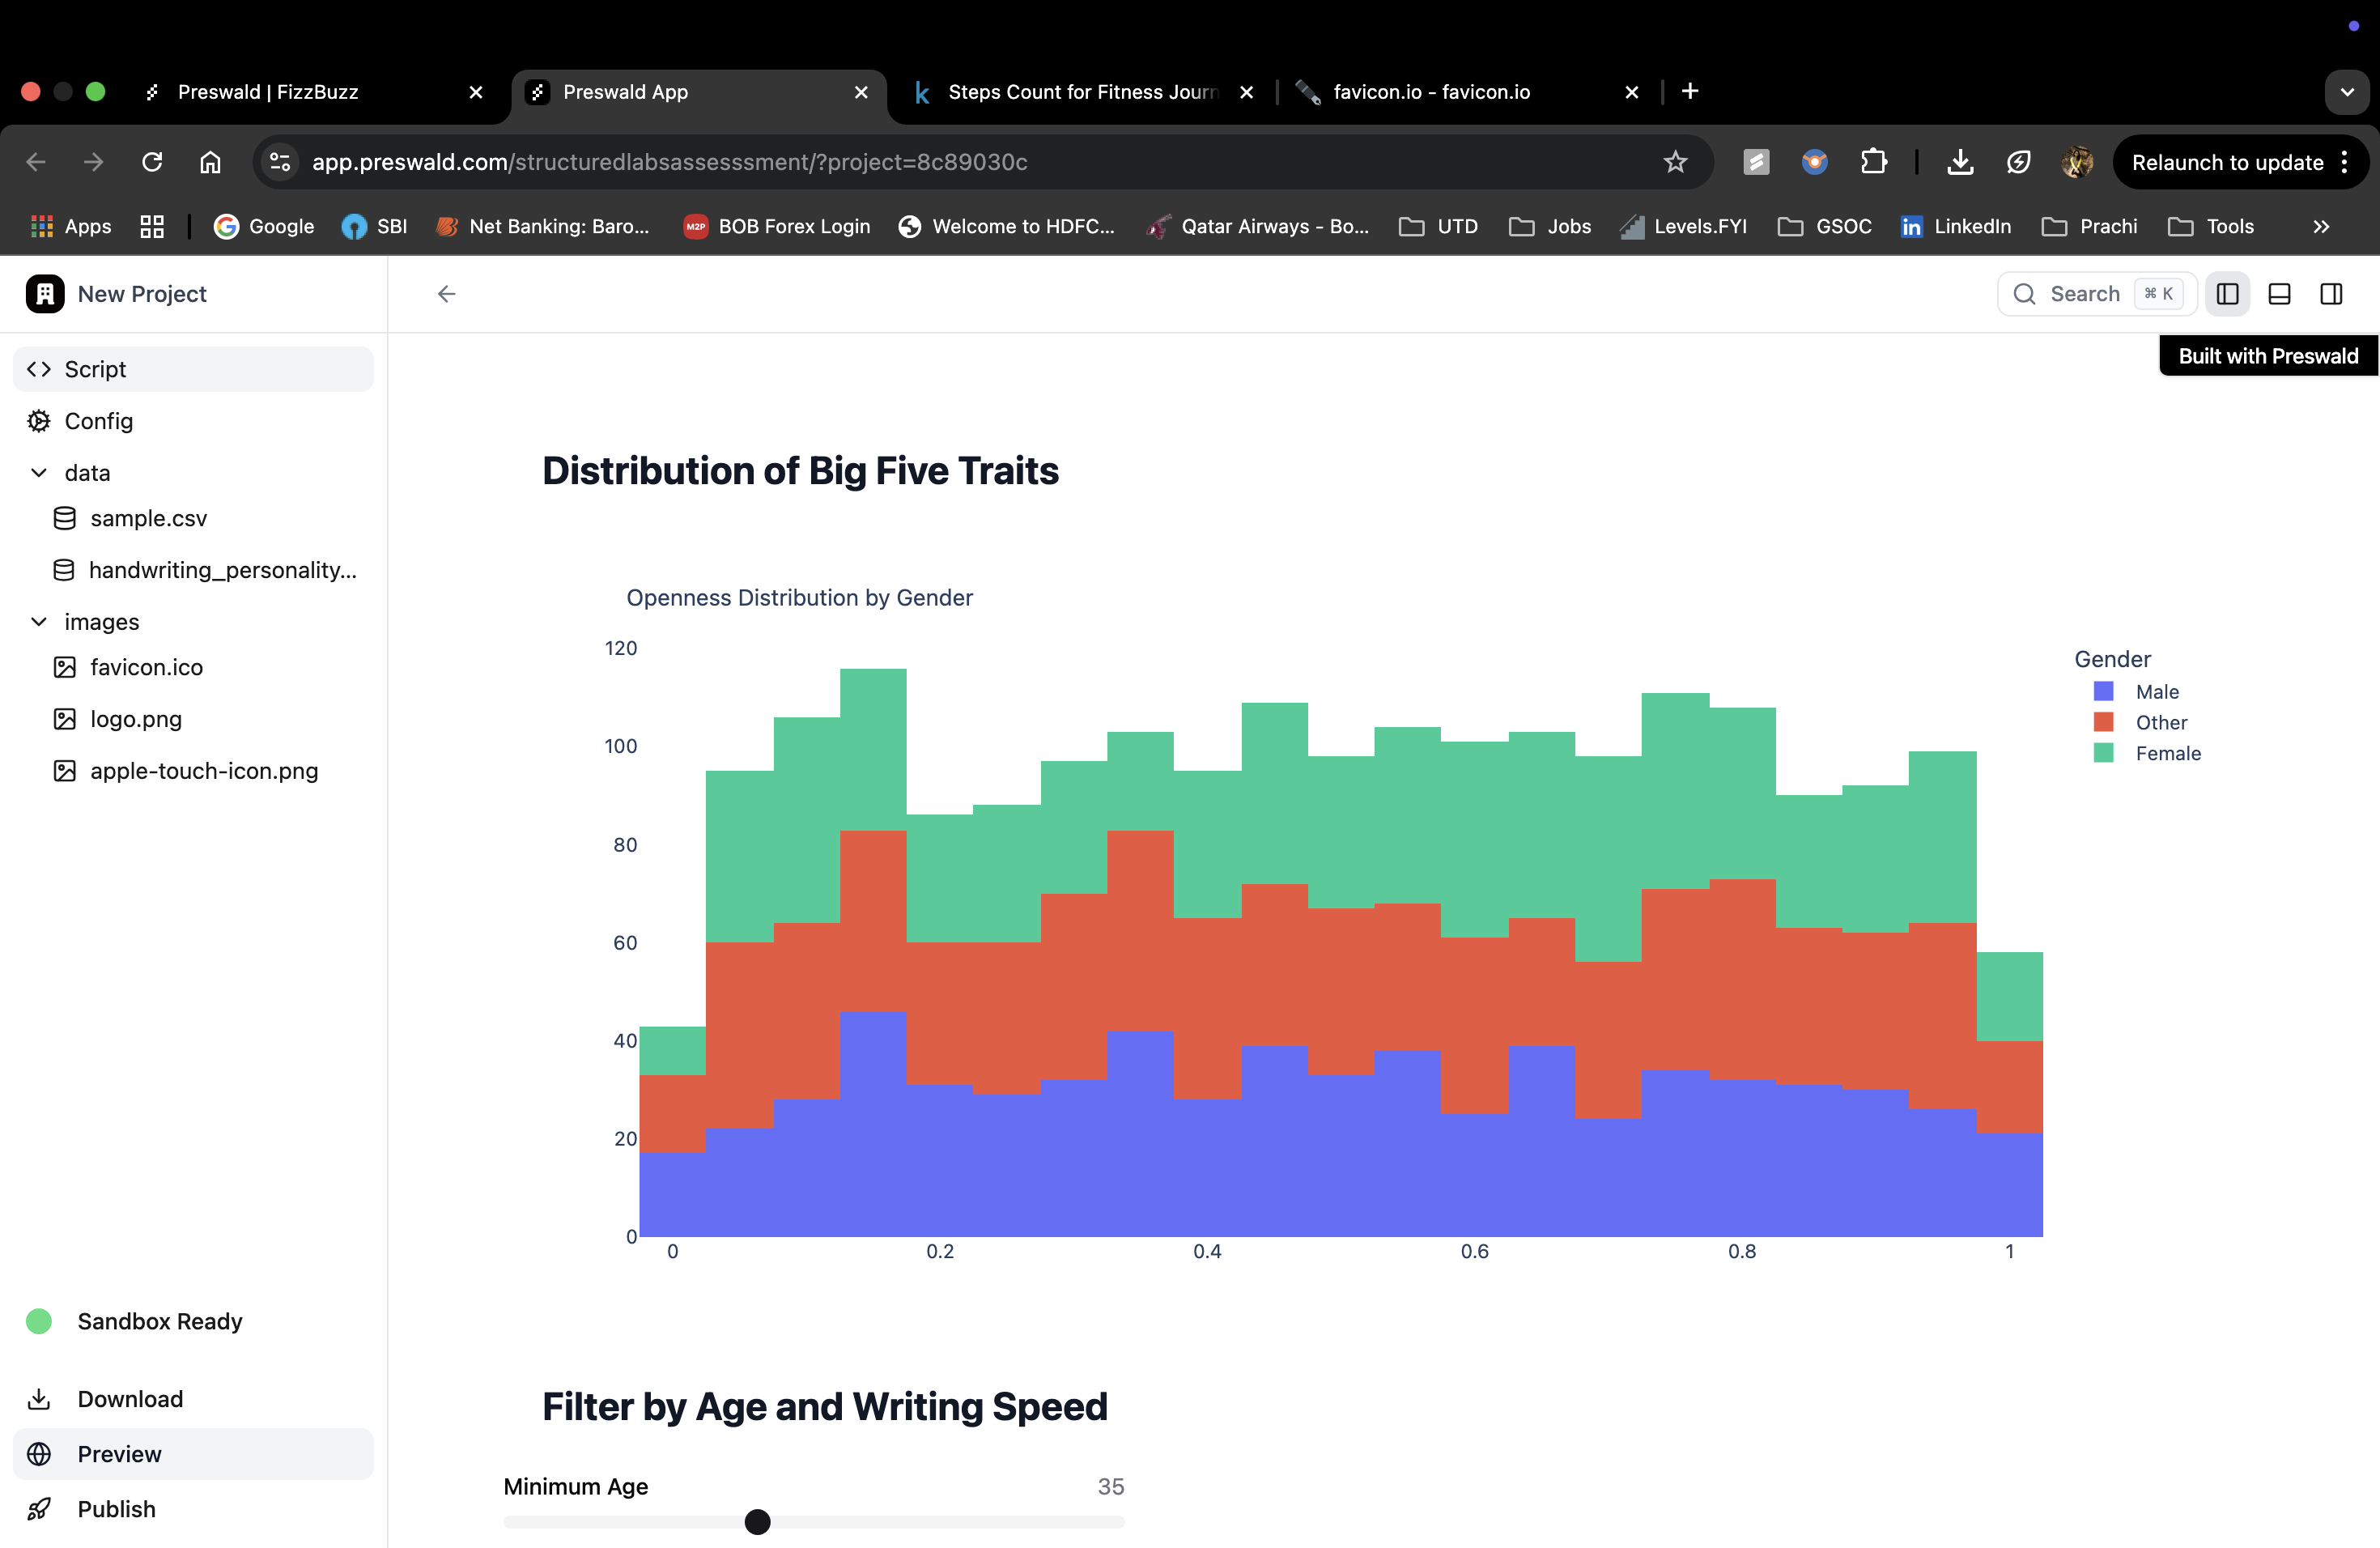 Preswald | FizzBuzz
Preswald App
Steps Count for Fitness Journ
favicon.io - favicon.io
app.preswald.com/structuredlabsassesssment/?project=8c89030c
Relaunch to update
Apps
Google
SBI
Net Banking: Baro...
M2P
BOB Forex Login
Welcome to HDFC...
Qatar Airways - Bo...
UTD
Jobs
Levels.FYI
GSOC
LinkedIn
Prachi
Tools
New Project
Search ⌘ K
Built with Preswald
Script
Config
data
sample.csv
handwriting_personality...
images
favicon.ico
logo.png
apple-touch-icon.png
Sandbox Ready
Download
Preview
Publish
Distribution of Big Five Traits
Openness Distribution by Gender
120
100
80
60
40
20
0
0 0.2 0.4 0.6 0.8 1
Gender
Male
Other
Female
Filter by Age and Writing Speed
Minimum Age 35